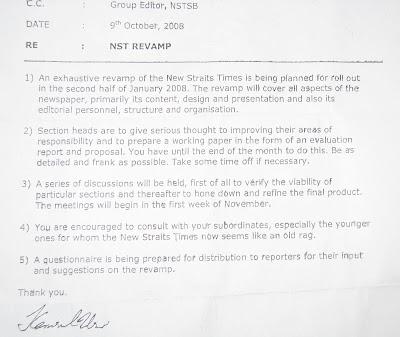 C.C. : Group Editor, NSTSB
DATE : 9th October, 2008
RE : NST REVAMP
1) An exhaustive revamp of the New Straits Times is being planned for roll out
in the second half of January 2008. The revamp will cover all aspects of the
newspaper, primarily its content, design and presentation and also its
editorial personnel, structure and organisation.
2) Section heads are to give serious thought to improving their areas of
responsibility and to prepare a working paper in the form of an evaluation
report and proposal. You have until the end of the month to do this. Be as
detailed and frank as possible. Take some time off if necessary.
3) A series of discussions will be held, first of all to verify the viability of
particular sections and thereafter to hone down and refine the final product.
The meetings will begin in the first week of November.
4) You are encouraged to consult with your subordinates, especially the younger
ones for whom the New Straits Times now seems like an old rag.
5) A questionnaire is being prepared for distribution to reporters for their input
and suggestions on the revamp.
Thank you.